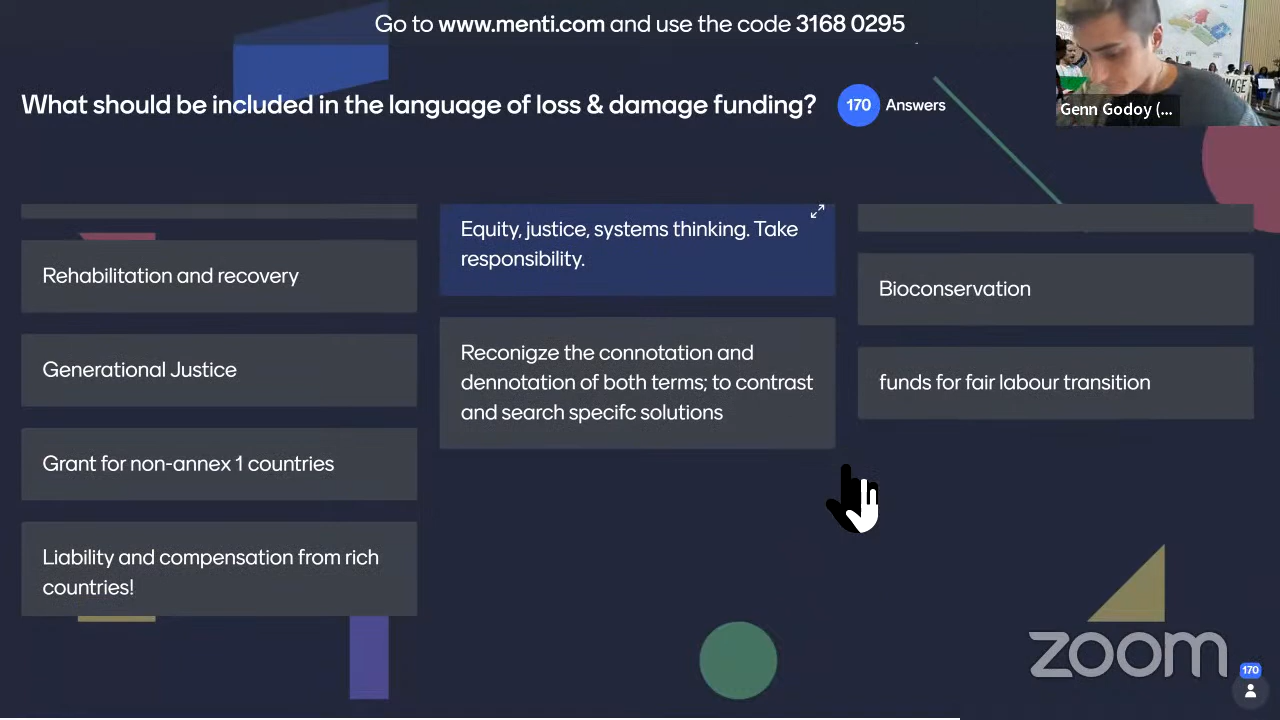 Go to www.menti.com and use the code 3168 0295
What should be included in the language of loss & damage funding?
170 Answers
Genn Godoy (...
Rehabilitation and recovery
Generational Justice
Grant for non-annex 1 countries
Liability and compensation from rich
countries!
Equity, justice, systems thinking. Take
responsibility.
Reconigze the connotation and
dennotation of both terms; to contrast
and search specifc solutions
Bioconservation
funds for fair labour transition
zoom
170